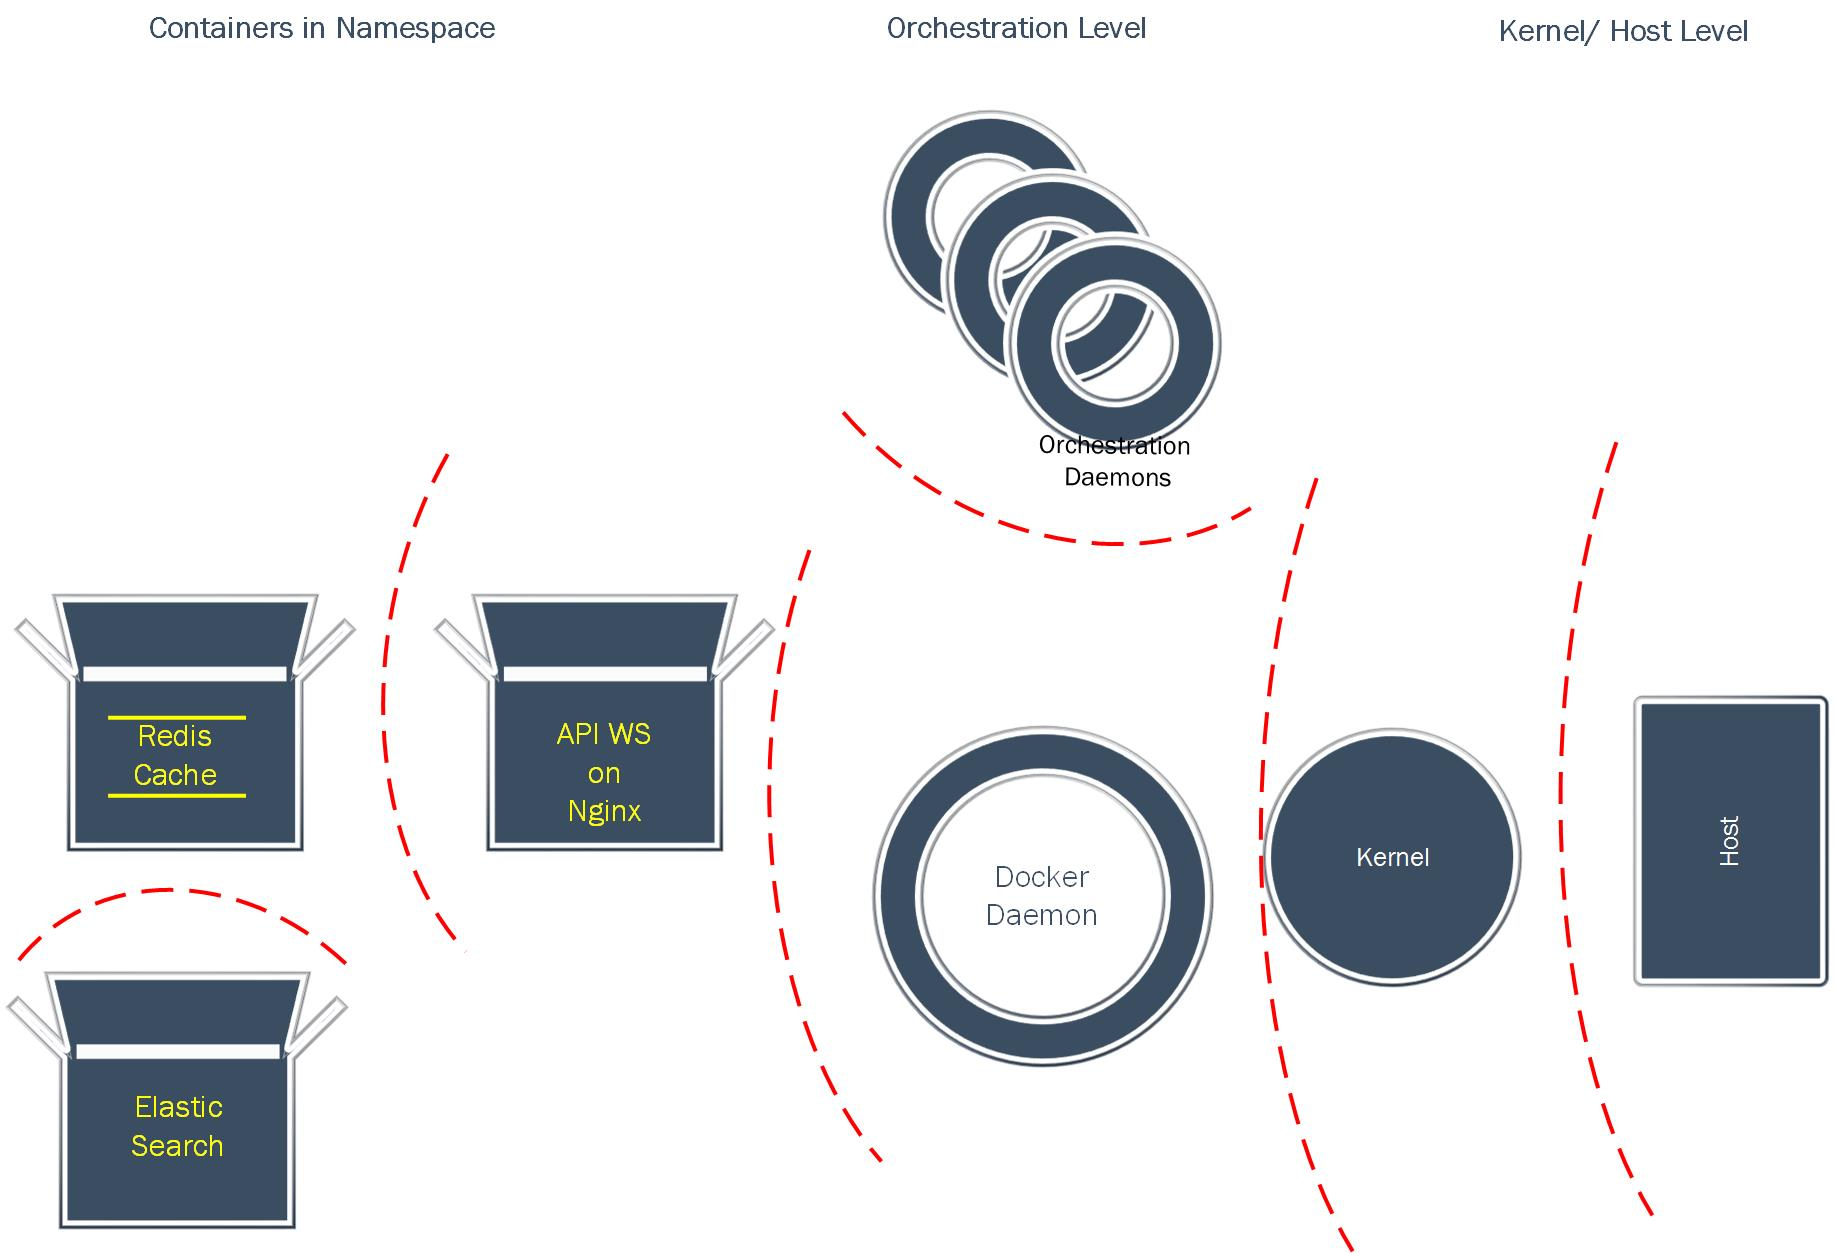 Containers in Namespace
Orchestration Level
Kernel/ Host Level
Orchestration
Daemons
Redis
Cache
API WS
on
Nginx
Docker
Daemon
Kernel
Host
Elastic
Search